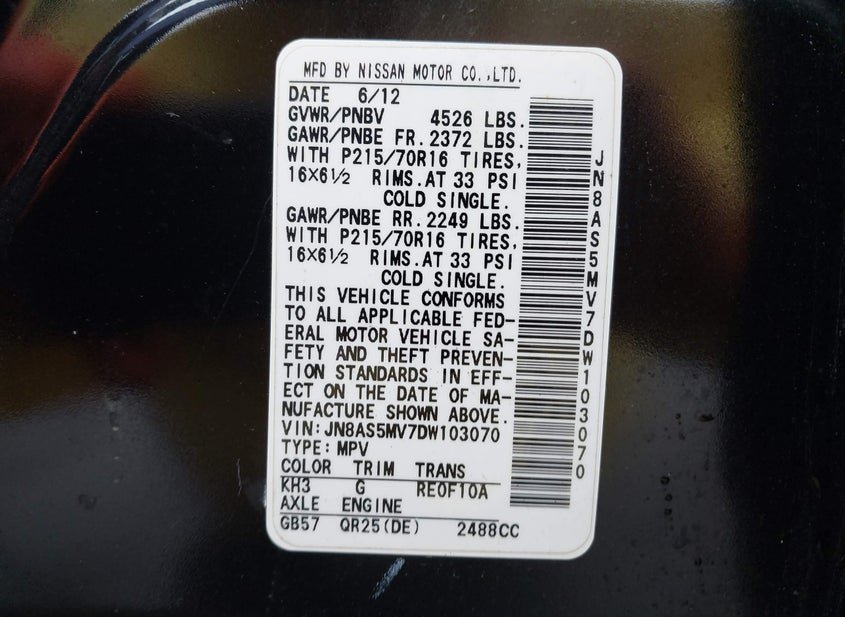 MFD BY NISSAN MOTOR CO.,LTD.
DATE 6/12
GVWR/PNBV 4526 LBS.
GAWR/PNBE FR. 2372 LBS.
WITH P215/70R16 TIRES,
16×6½ RIMS.AT 33 PSI
COLD SINGLE.
GAWR/PNBE RR. 2249 LBS.
WITH P215/70R16 TIRES,
16×6½ RIMS.AT 33 PSI
COLD SINGLE.
THIS VEHICLE CONFORMS
TO ALL APPLICABLE FED-
ERAL MOTOR VEHICLE SA-
FETY AND THEFT PREVEN-
TION STANDARDS IN EFF-
ECT ON THE DATE OF MA-
NUFACTURE SHOWN ABOVE.
VIN:JN8AS5MV7DW103070
TYPE:MPV
COLOR TRIM TRANS
KH3 G RE0F10A
AXLE ENGINE
GB57 QR25(DE) 2488CC
JN8AS5MV7DW103070